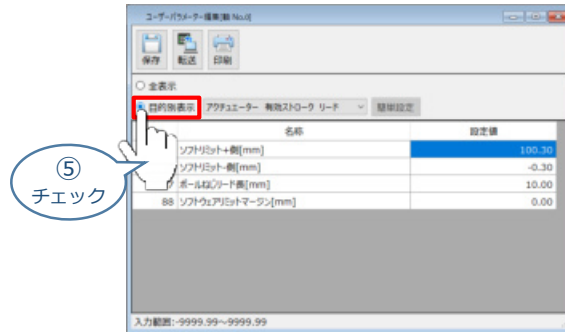 ユーザーパラメーター編集[軸 No.0]
保存 転送 印刷
全表示
目的別表示 アクチュエーター 有効ストローク リード 簡単設定
名称 設定値
ソフトリミット+側[mm] 100.30
ソフトリミット-側[mm] -0.30
ボールねじリード長[mm] 10.00
88 ソフトウェアリミットマージン[mm] 0.00
⑤
チェック
入力範囲:-9999.99~9999.99